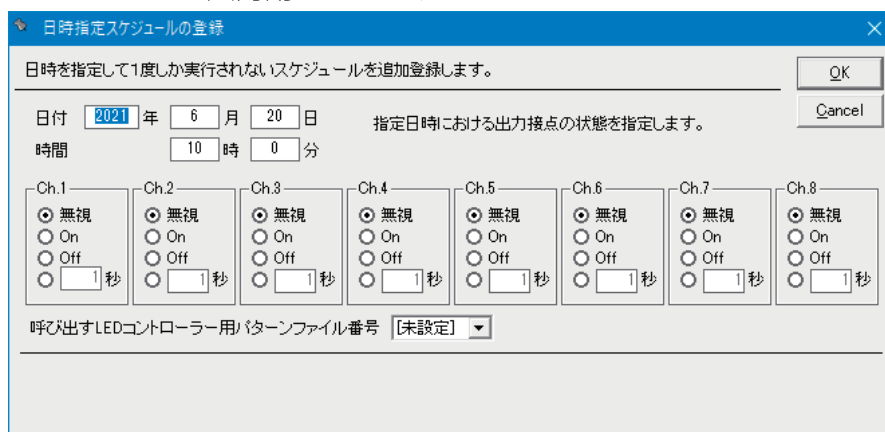 日時指定スケジュールの登録
日時を指定して1度しか実行されないスケジュールを追加登録します。
OK
Cancel
日付 2021 年 6 月 20 日
指定日時における出力接点の状態を指定します。
時間 10 時 0 分
Ch.1 Ch.2 Ch.3 Ch.4 Ch.5 Ch.6 Ch.7 Ch.8
無視 無視 無視 無視 無視 無視 無視 無視
On On On On On On On On
Off Off Off Off Off Off Off Off
1 秒 1 秒 1 秒 1 秒 1 秒 1 秒 1 秒 1 秒
呼び出すLEDコントローラー用パターンファイル番号 [未設定]